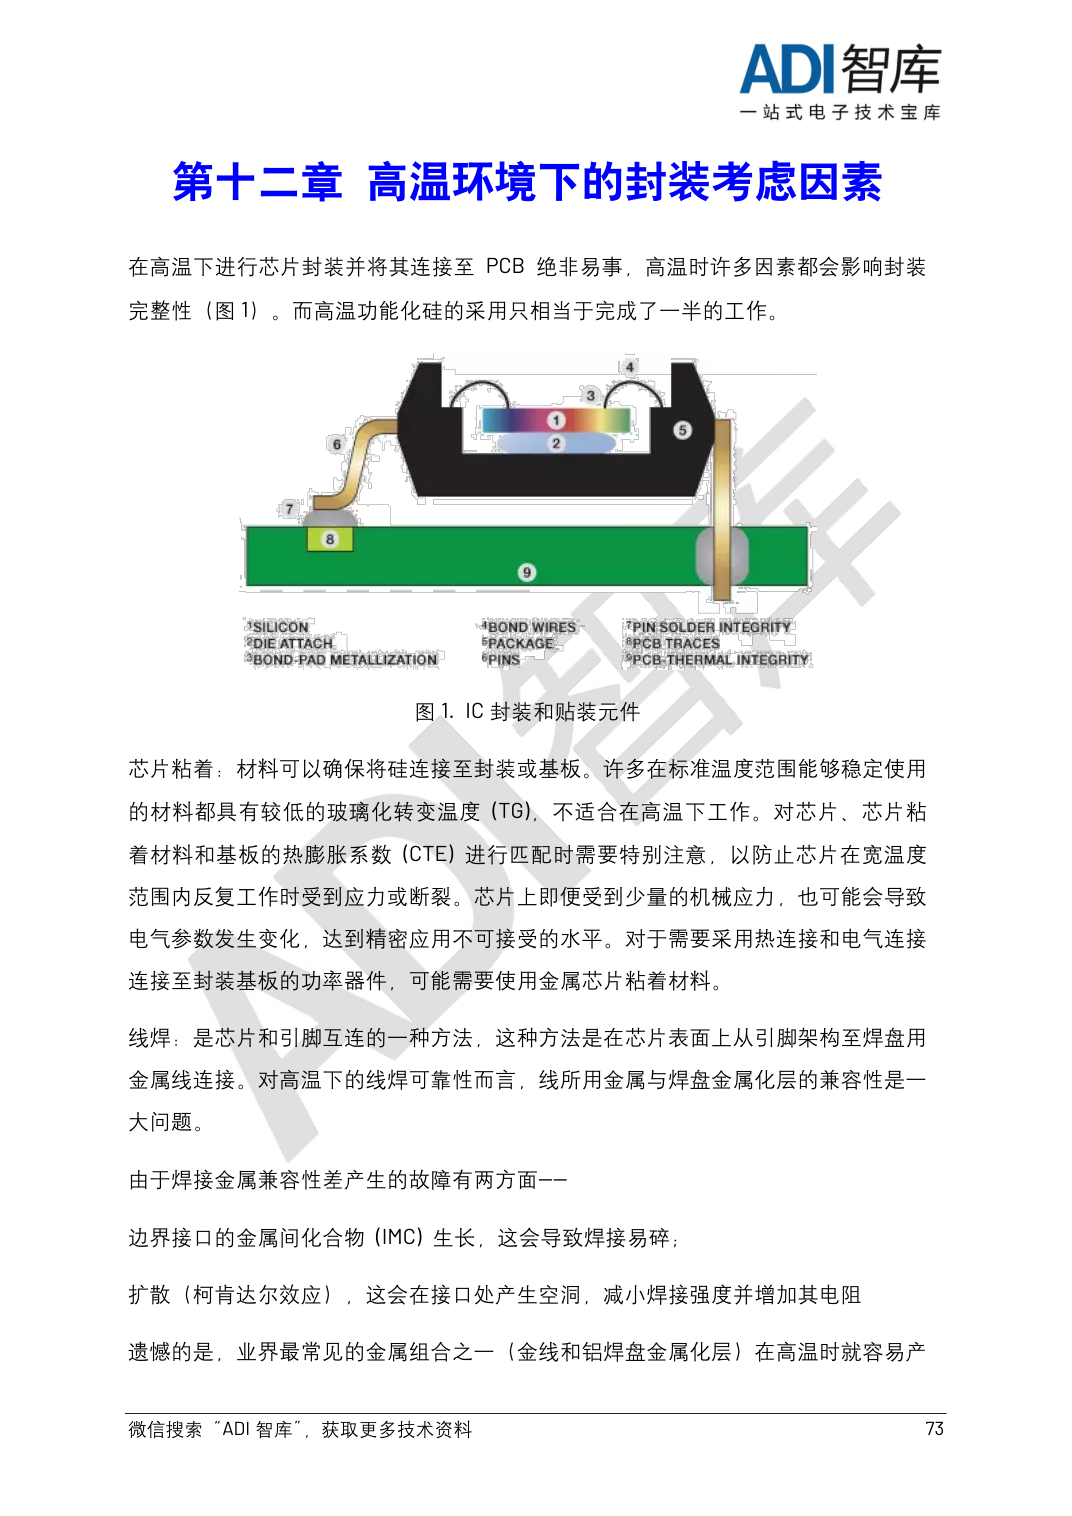 ADI智库
一站式电子技术宝库
第十二章 高温环境下的封装考虑因素
在高温下进行芯片封装并将其连接至 PCB 绝非易事，高温时许多因素都会影响封装
完整性（图 1）。而高温功能化硅的采用只相当于完成了一半的工作。
4
3
1
5
2
6
7
8
9
¹SILICON
²DIE ATTACH
³BOND-PAD METALLIZATION
⁴BOND WIRES
⁵PACKAGE
⁶PINS
⁷PIN SOLDER INTEGRITY
⁸PCB TRACES
⁹PCB-THERMAL INTEGRITY
图 1. IC 封装和贴装元件
芯片粘着：材料可以确保将硅连接至封装或基板。许多在标准温度范围能够稳定使用
的材料都具有较低的玻璃化转变温度 (TG)，不适合在高温下工作。对芯片、芯片粘
着材料和基板的热膨胀系数 (CTE) 进行匹配时需要特别注意，以防止芯片在宽温度
范围内反复工作时受到应力或断裂。芯片上即便受到少量的机械应力，也可能会导致
电气参数发生变化，达到精密应用不可接受的水平。对于需要采用热连接和电气连接
连接至封装基板的功率器件，可能需要使用金属芯片粘着材料。
线焊：是芯片和引脚互连的一种方法，这种方法是在芯片表面上从引脚架构至焊盘用
金属线连接。对高温下的线焊可靠性而言，线所用金属与焊盘金属化层的兼容性是一
大问题。
由于焊接金属兼容性差产生的故障有两方面——
边界接口的金属间化合物 (IMC) 生长，这会导致焊接易碎；
扩散（柯肯达尔效应），这会在接口处产生空洞，减小焊接强度并增加其电阻
遗憾的是，业界最常见的金属组合之一（金线和铝焊盘金属化层）在高温时就容易产
微信搜索“ADI 智库”，获取更多技术资料
73
ADI智库